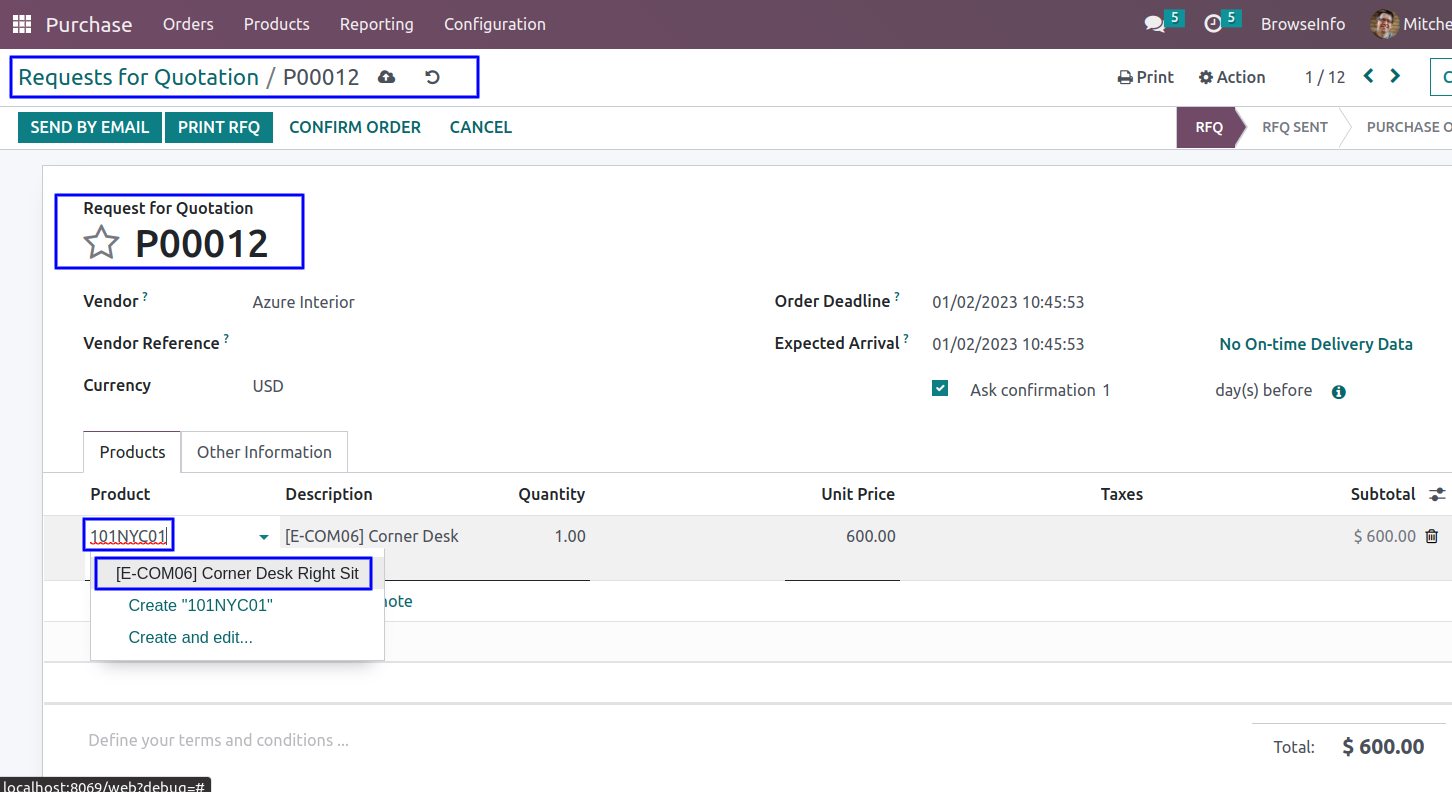 Purchase Orders Products Reporting Configuration 5 5 BrowseInfo Mitche
Requests for Quotation / P00012 Print Action 1 / 12 C
SEND BY EMAIL PRINT RFQ CONFIRM ORDER CANCEL RFQ RFQ SENT PURCHASE O
Request for Quotation
P00012
Vendor ? Azure Interior Order Deadline ? 01/02/2023 10:45:53
Vendor Reference ? Expected Arrival ? 01/02/2023 10:45:53 No On-time Delivery Data
Currency USD Ask confirmation 1 day(s) before
Products Other Information
Product Description Quantity Unit Price Taxes Subtotal
101NYC01 [E-COM06] Corner Desk 1.00 600.00 $ 600.00
[E-COM06] Corner Desk Right Sit
Create "101NYC01" note
Create and edit...
Define your terms and conditions ... Total: $ 600.00
localhost:8069/web?debug=#